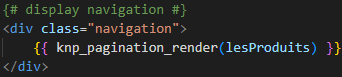 {# display navigation #}
<div class="navigation">
    {{ knp_pagination_render(lesProduits) }}
</div>